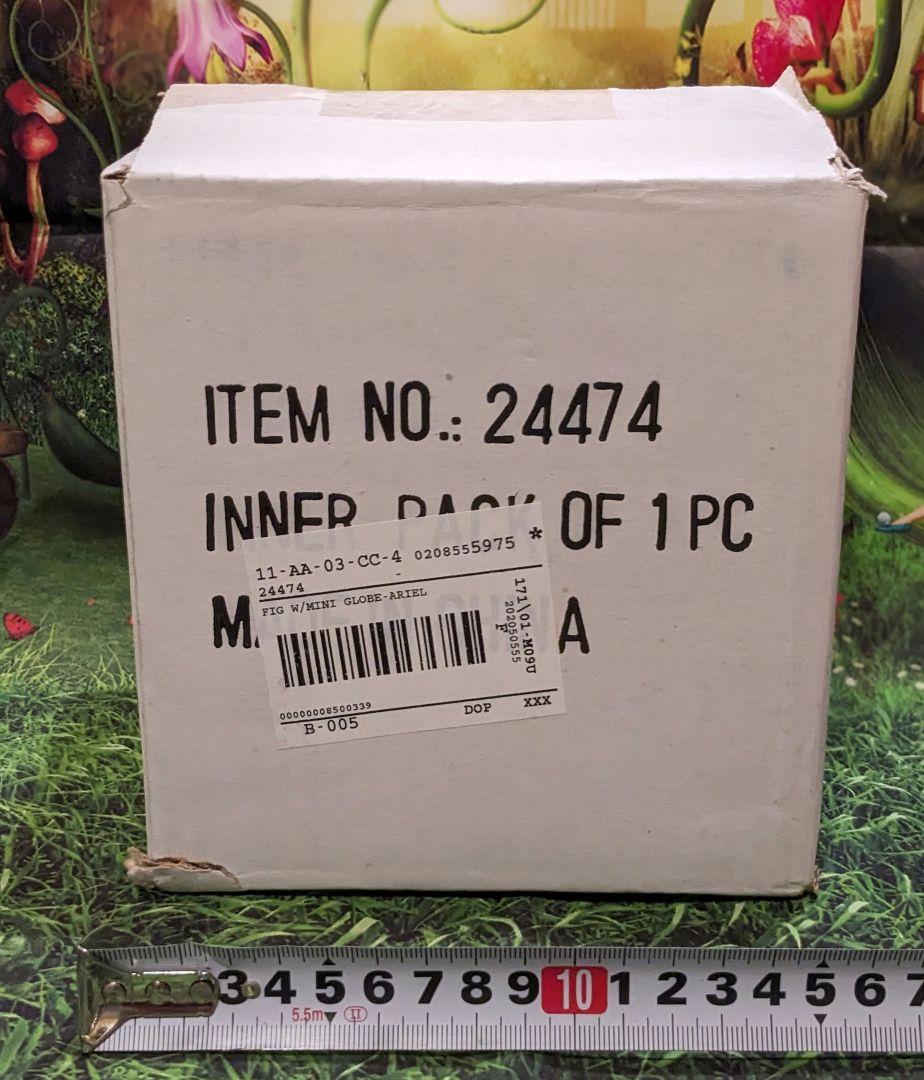 ITEM NO.: 24474
INNER PACK OF 1 PC
11-AA-03-CC-4 0208555975 *
24474
FIG W/MINI GLOBE-ARIEL
171\01-M09U
202050555
F
00000008500339
B-005 DOP XXX
3 4 5 6 7 8 9 10 1 2 3 4 5 6 7
5.5m II